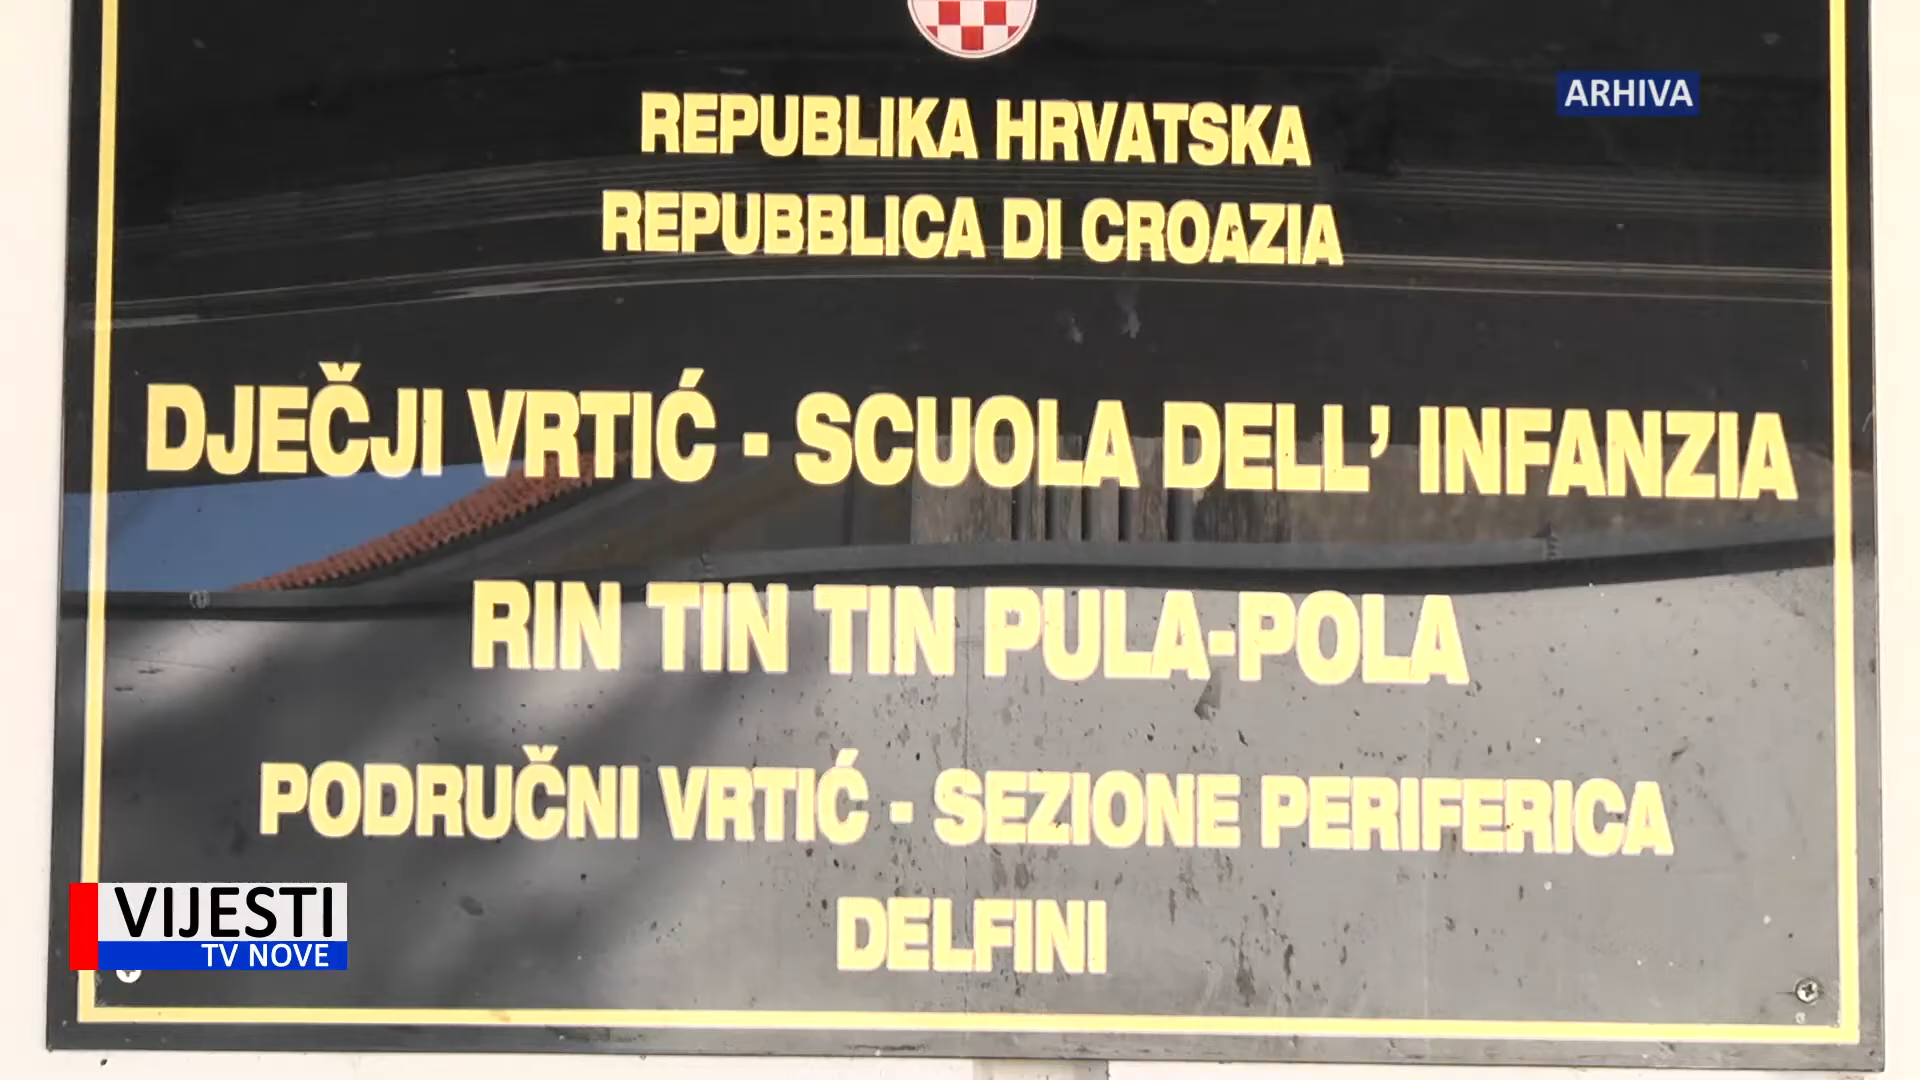 ARHIVA
REPUBLIKA HRVATSKA
REPUBBLICA DI CROAZIA
DJEČJI VRTIĆ - SCUOLA DELL' INFANZIA
RIN TIN TIN PULA-POLA
PODRUČNI VRTIĆ - SEZIONE PERIFERICA
DELFINI
VIJESTI
TV NOVE